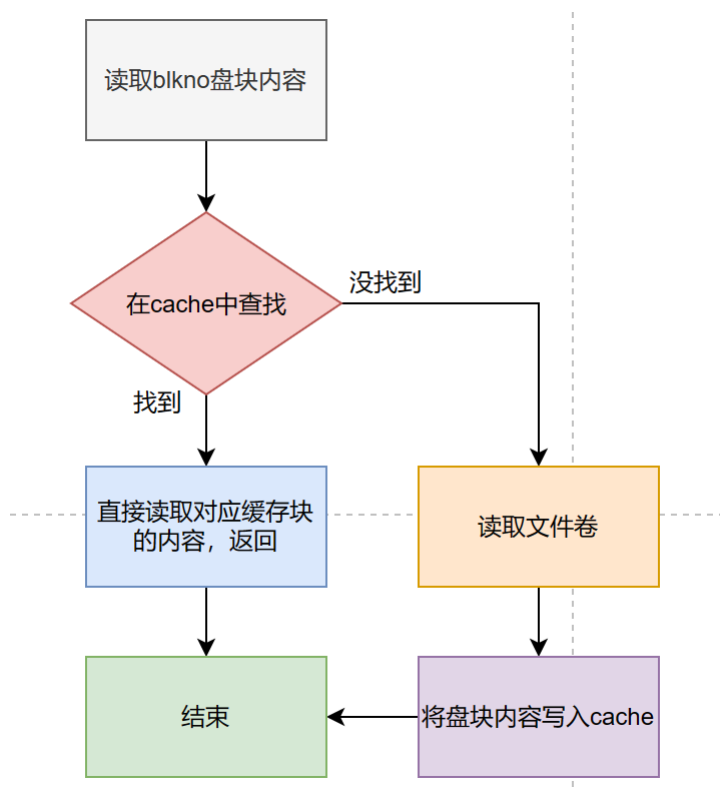 读取blkno盘块内容
在cache中查找
没找到
找到
直接读取对应缓存块
的内容，返回
读取文件卷
结束
将盘块内容写入cache